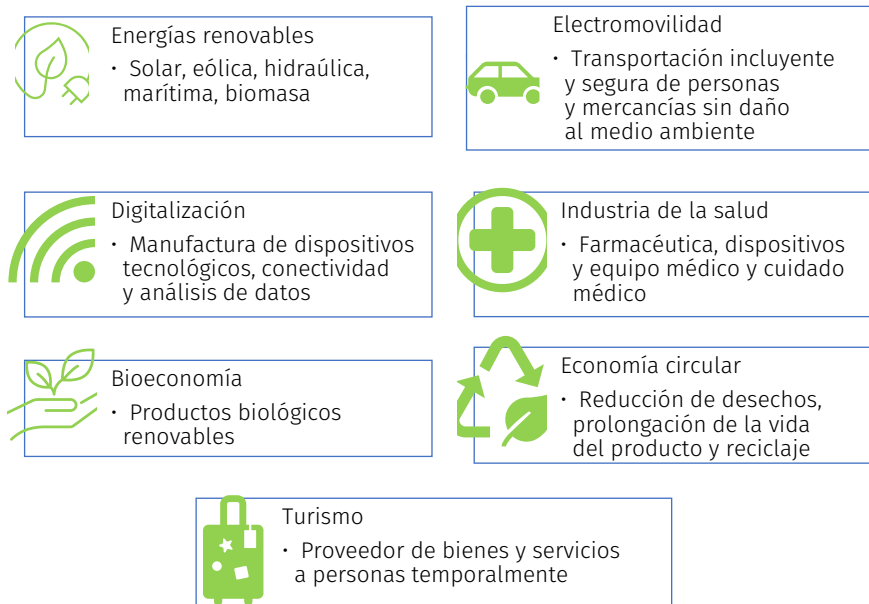 Energías renovables
· Solar, eólica, hidraúlica,
marítima, biomasa
Electromovilidad
· Transportación incluyente
y segura de personas
y mercancías sin daño
al medio ambiente
Digitalización
· Manufactura de dispositivos
tecnológicos, conectividad
y análisis de datos
Industria de la salud
· Farmacéutica, dispositivos
y equipo médico y cuidado
médico
Bioeconomía
· Productos biológicos
renovables
Economía circular
· Reducción de desechos,
prolongación de la vida
del producto y reciclaje
Turismo
· Proveedor de bienes y servicios
a personas temporalmente